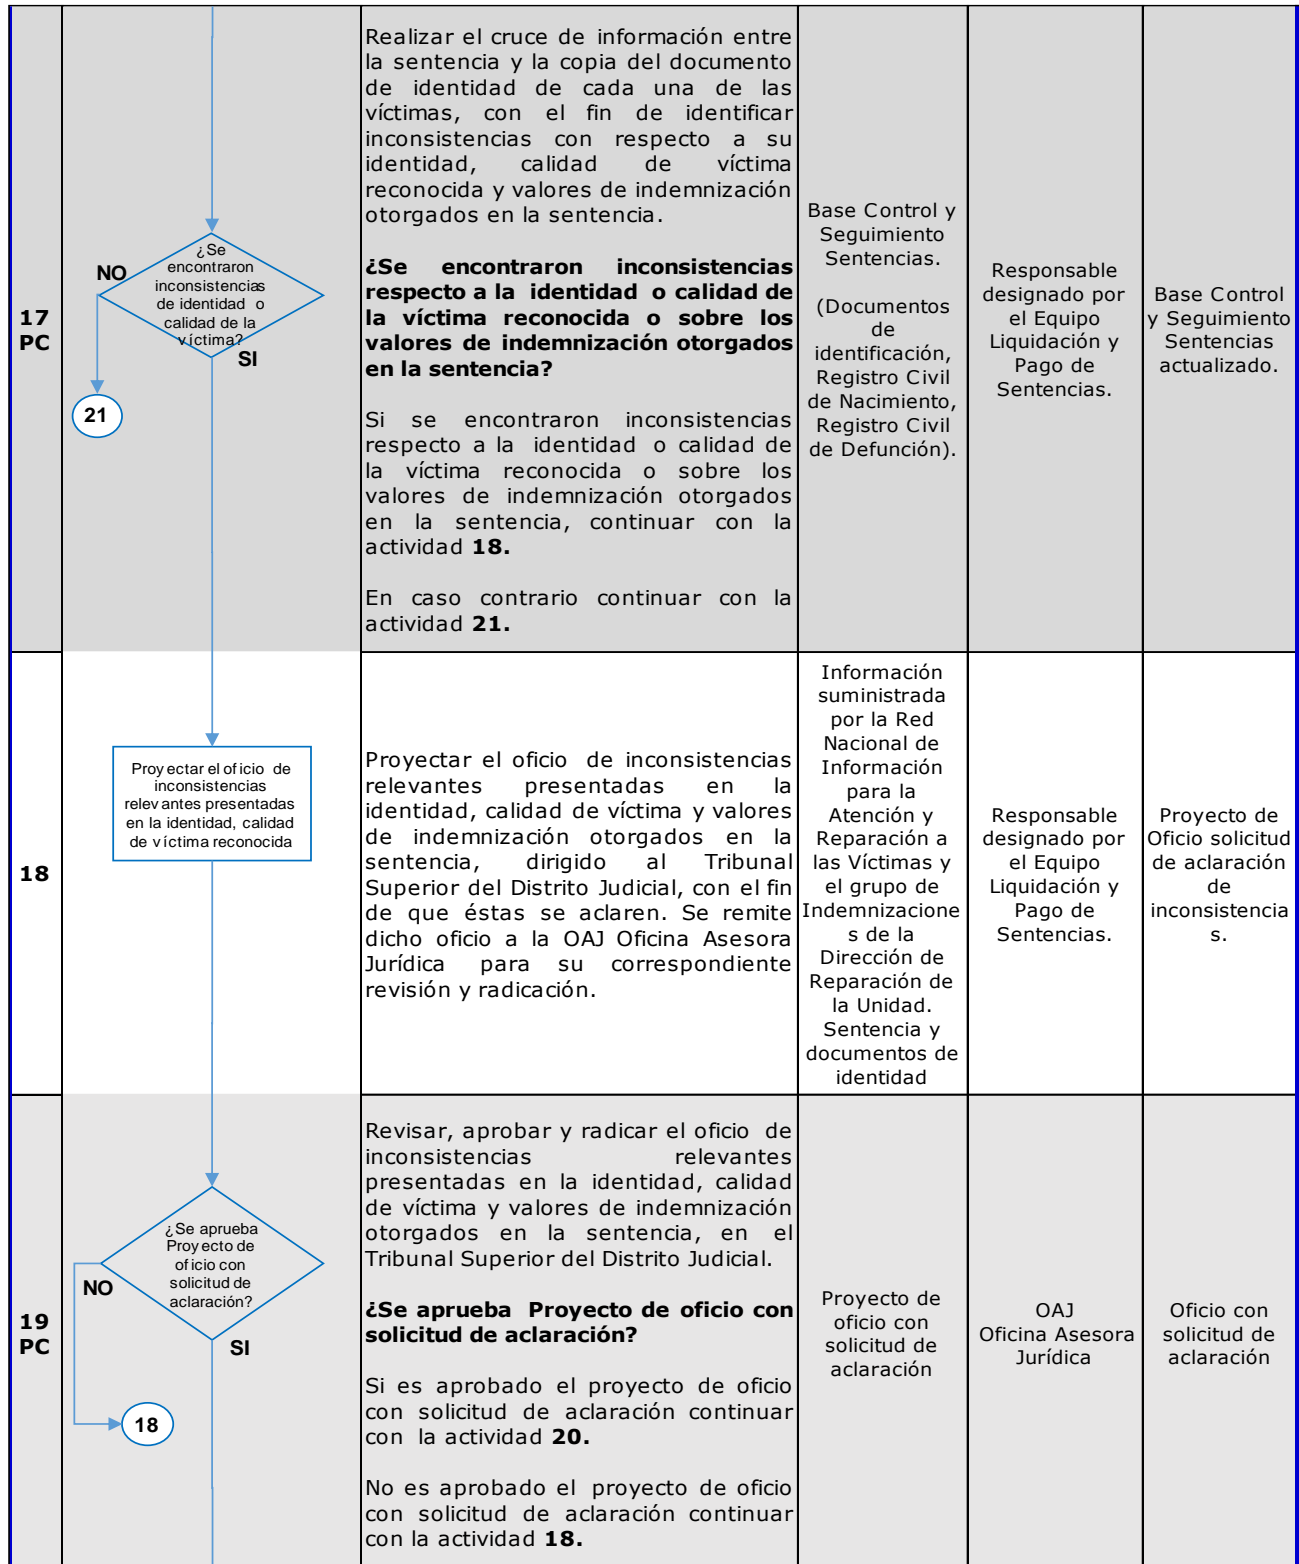 17
PC
¿Se
encontraron
inconsistencias
de identidad o
calidad de la
víctima?
NO
SI
21
Realizar el cruce de información entre
la sentencia y la copia del documento
de identidad de cada una de las
víctimas, con el fin de identificar
inconsistencias con respecto a su
identidad, calidad de víctima
reconocida y valores de indemnización
otorgados en la sentencia.
¿Se encontraron inconsistencias
respecto a la identidad o calidad de
la víctima reconocida o sobre los
valores de indemnización otorgados
en la sentencia?
Si se encontraron inconsistencias
respecto a la identidad o calidad de
la víctima reconocida o sobre los
valores de indemnización otorgados
en la sentencia, continuar con la
actividad 18.
En caso contrario continuar con la
actividad 21.
Base Control y
Seguimiento
Sentencias.
(Documentos
de
identificación,
Registro Civil
de Nacimiento,
Registro Civil
de Defunción).
Responsable
designado por
el Equipo
Liquidación y
Pago de
Sentencias.
Base Control
y Seguimiento
Sentencias
actualizado.
18
Proyectar el oficio de
inconsistencias
relevantes presentadas
en la identidad, calidad
de víctima reconocida
Proyectar el oficio de inconsistencias
relevantes presentadas en la
identidad, calidad de víctima y valores
de indemnización otorgados en la
sentencia, dirigido al Tribunal
Superior del Distrito Judicial, con el fin
de que éstas se aclaren. Se remite
dicho oficio a la OAJ Oficina Asesora
Jurídica para su correspondiente
revisión y radicación.
Información
suministrada
por la Red
Nacional de
Información
para la
Atención y
Reparación a
las Víctimas y
el grupo de
Indemnizacione
s de la
Dirección de
Reparación de
la Unidad.
Sentencia y
documentos de
identidad
Responsable
designado por
el Equipo
Liquidación y
Pago de
Sentencias.
Proyecto de
Oficio solicitud
de aclaración
de
inconsistencia
s.
19
PC
¿Se aprueba
Proyecto de
oficio con
solicitud de
aclaración?
NO
SI
18
Revisar, aprobar y radicar el oficio de
inconsistencias relevantes
presentadas en la identidad, calidad
de víctima y valores de indemnización
otorgados en la sentencia, en el
Tribunal Superior del Distrito Judicial.
¿Se aprueba Proyecto de oficio con
solicitud de aclaración?
Si es aprobado el proyecto de oficio
con solicitud de aclaración continuar
con la actividad 20.
No es aprobado el proyecto de oficio
con solicitud de aclaración continuar
con la actividad 18.
Proyecto de
oficio con
solicitud de
aclaración
OAJ
Oficina Asesora
Jurídica
Oficio con
solicitud de
aclaración